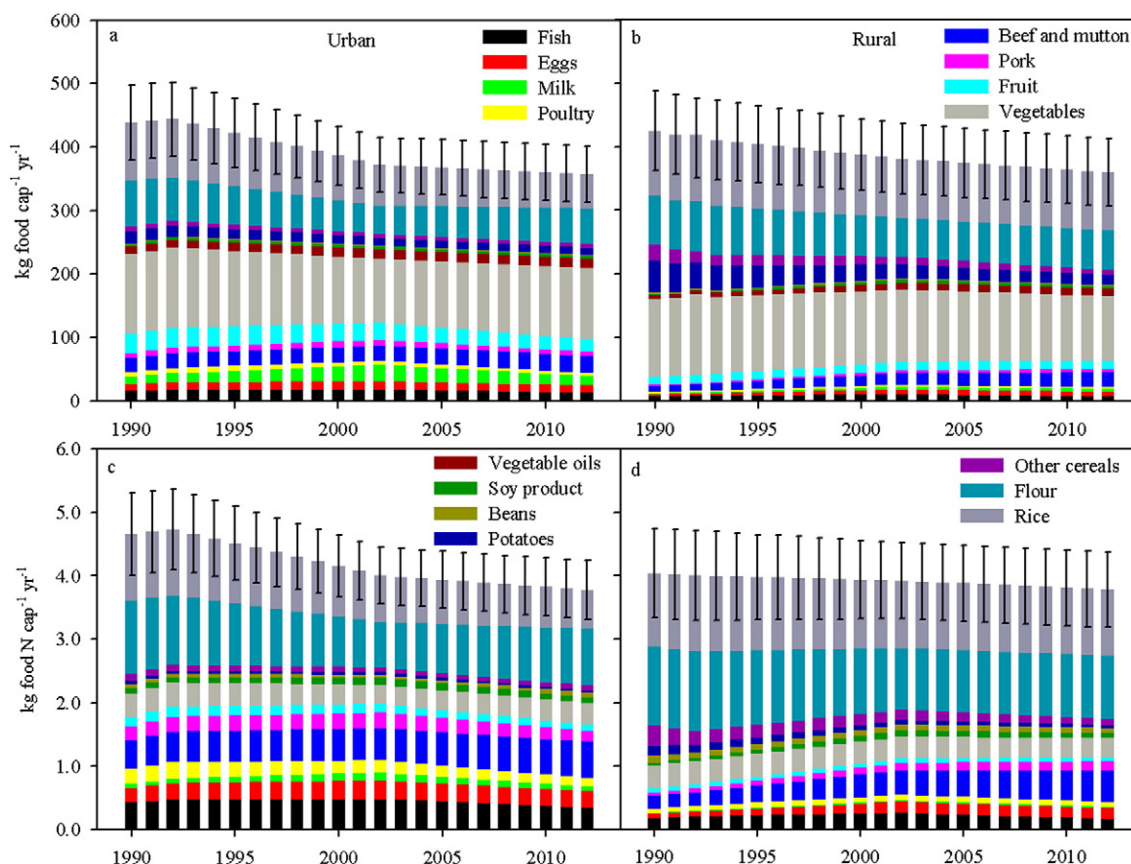 600
500
400
300
200
100
0
kg food cap⁻¹ yr⁻¹
a
Urban
Fish
Eggs
Milk
Poultry
1990 1995 2000 2005 2010
b
Rural
Beef and mutton
Pork
Fruit
Vegetables
1990 1995 2000 2005 2010
6.0
5.0
4.0
3.0
2.0
1.0
0.0
kg food N cap⁻¹ yr⁻¹
c
Vegetable oils
Soy product
Beans
Potatoes
1990 1995 2000 2005 2010
d
Other cereals
Flour
Rice
1990 1995 2000 2005 2010